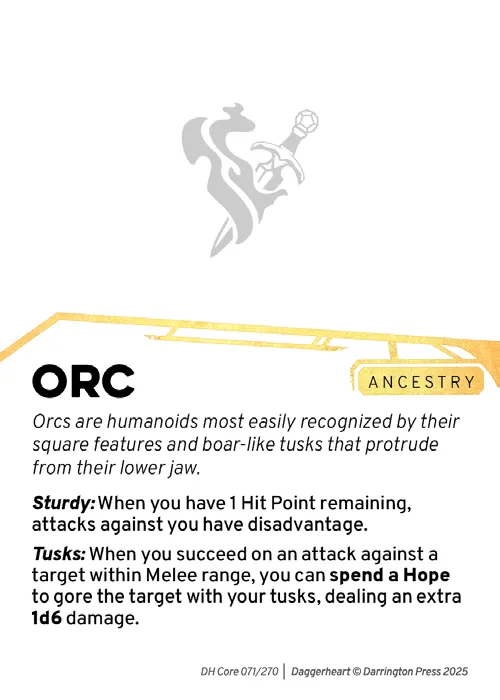 ORC
ANCESTRY
Orcs are humanoids most easily recognized by their
square features and boar-like tusks that protrude
from their lower jaw.
Sturdy: When you have 1 Hit Point remaining,
attacks against you have disadvantage.
Tusks: When you succeed on an attack against a
target within Melee range, you can spend a Hope
to gore the target with your tusks, dealing an extra
1d6 damage.
DH Core 071/270 | Daggerheart © Darrington Press 2025